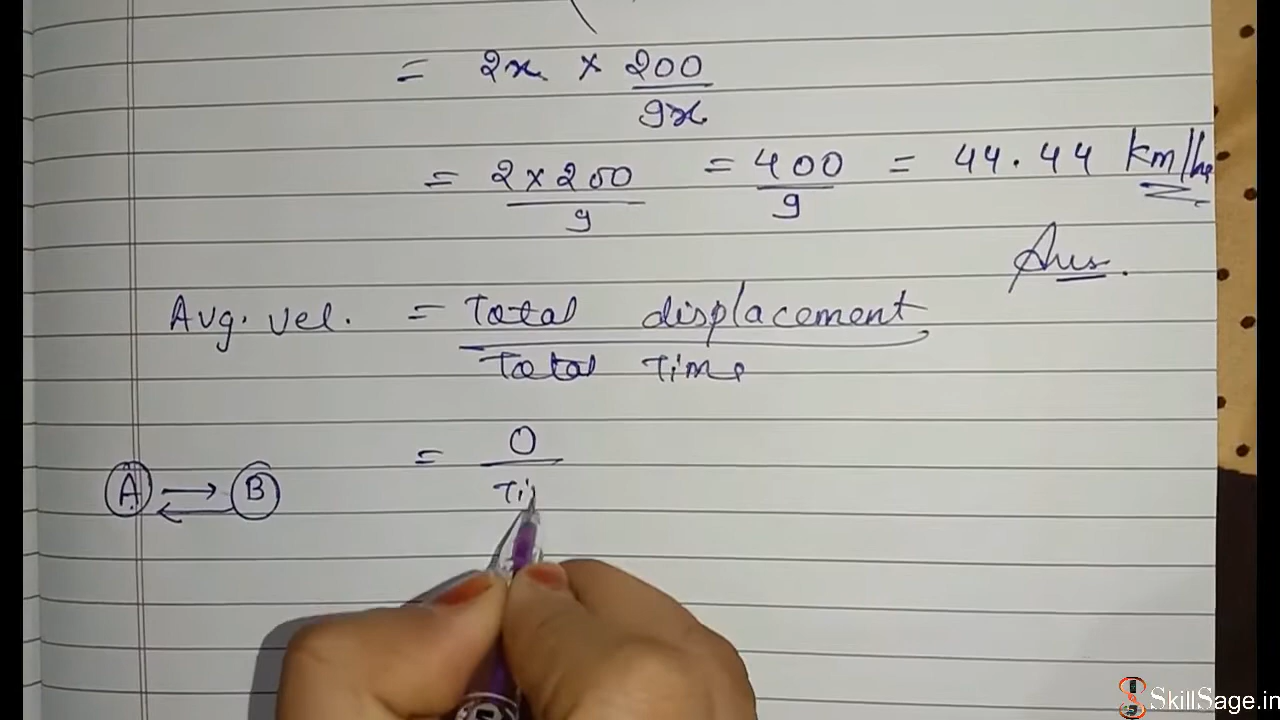 = 2x × 200/9x
= 2×200/9 = 400/9 = 44.44 km/hr
Ans.
Avg. vel. = Total displacement
Total Time
= 0
A → B
Ti
SkillSage.in